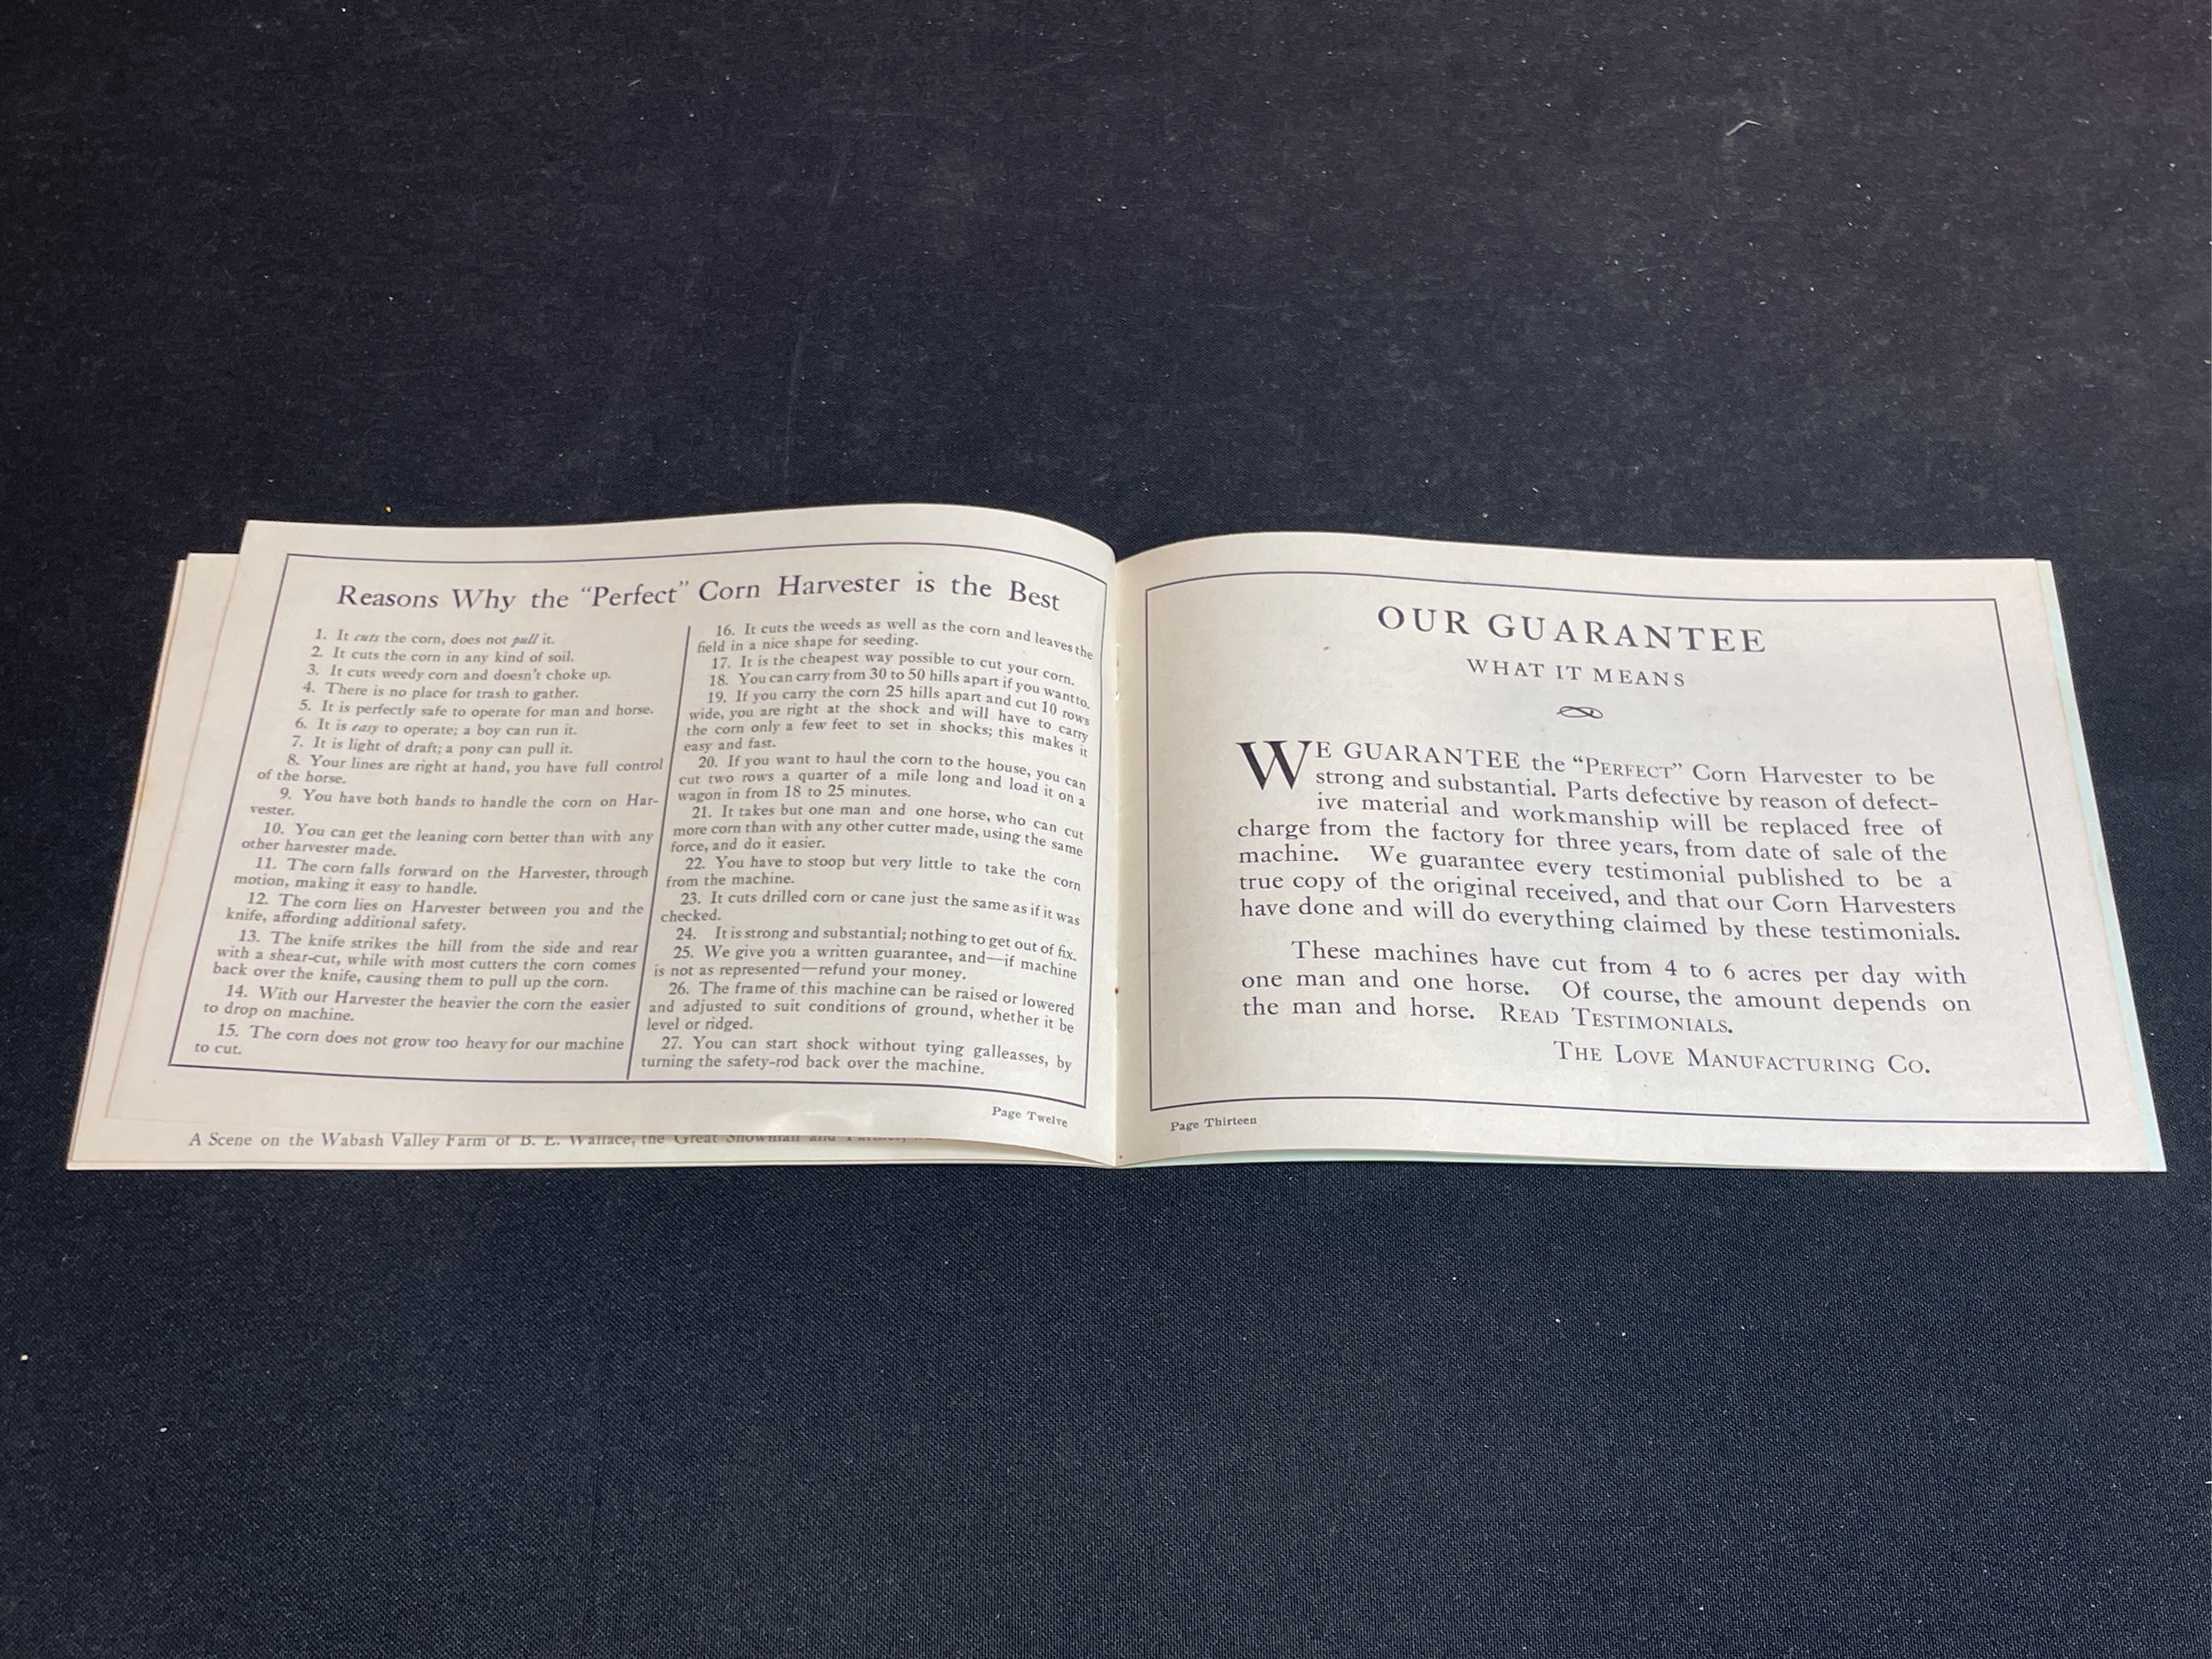 Reasons Why the "Perfect" Corn Harvester is the Best
1. It cuts the corn, does not pull it.
2. It cuts the corn in any kind of soil.
3. It cuts weedy corn and doesn't choke up.
4. There is no place for trash to gather.
5. It is perfectly safe to operate for man and horse.
6. It is easy to operate; a boy can run it.
7. It is light of draft; a pony can pull it.
8. Your lines are right at hand, you have full control
of the horse.
9. You have both hands to handle the corn on Har-
vester.
10. You can get the leaning corn better than with any
other harvester made.
11. The corn falls forward on the Harvester, through
motion, making it easy to handle.
12. The corn lies on Harvester between you and the
knife, affording additional safety.
13. The knife strikes the hill from the side and rear
with a shear-cut, while with most cutters the corn comes
back over the knife, causing them to pull up the corn.
14. With our Harvester the heavier the corn the easier
to drop on machine.
15. The corn does not grow too heavy for our machine
to cut.
16. It cuts the weeds as well as the corn and leaves the
field in a nice shape for seeding.
17. It is the cheapest way possible to cut your corn.
18. You can carry from 30 to 50 hills apart if you want to.
19. If you carry the corn 25 hills apart and cut 10 rows
wide, you are right at the shock and will have to carry
the corn only a few feet to set in shocks; this makes it
easy and fast.
20. If you want to haul the corn to the house, you can
cut two rows a quarter of a mile long and load it on a
wagon in from 18 to 25 minutes.
21. It takes but one man and one horse, who can cut
more corn than with any other cutter made, using the same
force, and do it easier.
22. You have to stoop but very little to take the corn
from the machine.
23. It cuts drilled corn or cane just the same as if it was
checked.
24. It is strong and substantial; nothing to get out of fix.
25. We give you a written guarantee, and—if machine
is not as represented—refund your money.
26. The frame of this machine can be raised or lowered
and adjusted to suit conditions of ground, whether it be
level or ridged.
27. You can start shock without tying galleasses, by
turning the safety-rod back over the machine.
Page Twelve
A Scene on the Wabash Valley Farm of B. E. Wallace, the Great Showman and
OUR GUARANTEE
WHAT IT MEANS
WE GUARANTEE the "PERFECT" Corn Harvester to be
strong and substantial. Parts defective by reason of defect-
ive material and workmanship will be replaced free of
charge from the factory for three years, from date of sale of the
machine. We guarantee every testimonial published to be a
true copy of the original received, and that our Corn Harvesters
have done and will do everything claimed by these testimonials.
These machines have cut from 4 to 6 acres per day with
one man and one horse. Of course, the amount depends on
the man and horse. READ TESTIMONIALS.
THE LOVE MANUFACTURING CO.
Page Thirteen